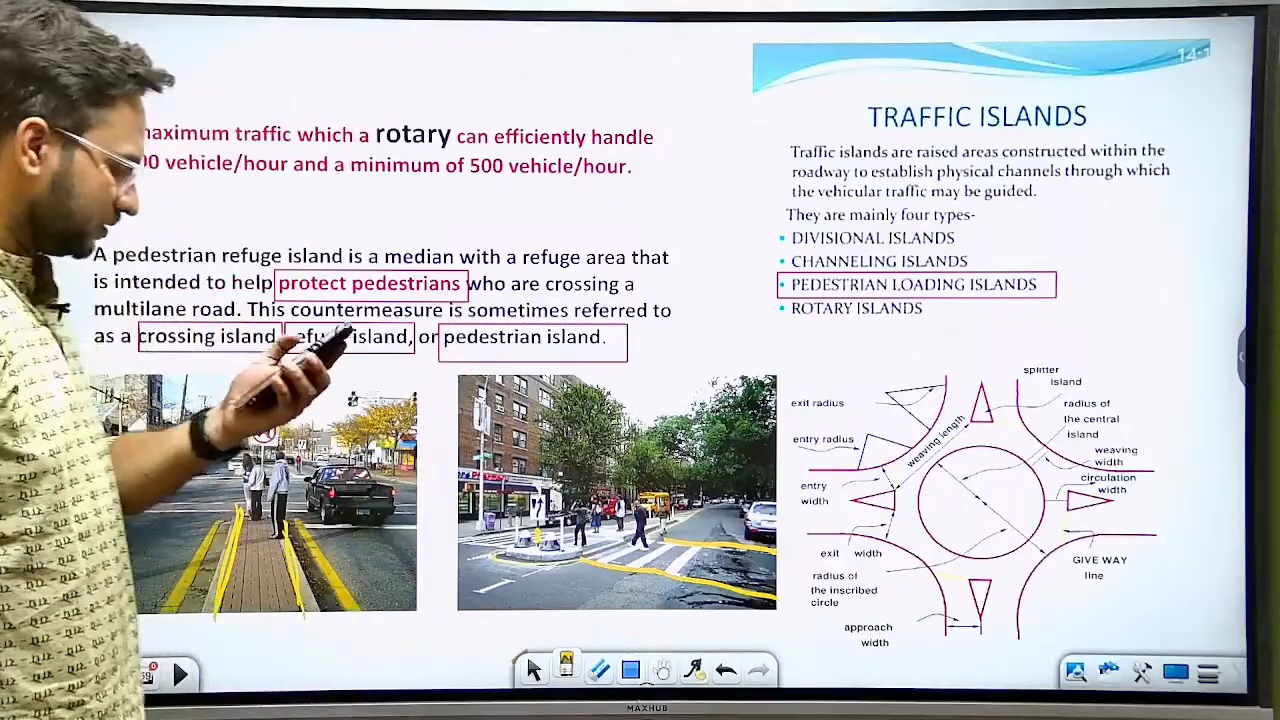 maximum traffic which a rotary can efficiently handle
vehicle/hour and a minimum of 500 vehicle/hour.
A pedestrian refuge island is a median with a refuge area that
is intended to help protect pedestrians who are crossing a
multilane road. This countermeasure is sometimes referred to
as a crossing island, island, or pedestrian island.
14-1
TRAFFIC ISLANDS
Traffic islands are raised areas constructed within the
roadway to establish physical channels through which
the vehicular traffic may be guided.
They are mainly four types-
• DIVISIONAL ISLANDS
• CHANNELING ISLANDS
• PEDESTRIAN LOADING ISLANDS
• ROTARY ISLANDS
splitter
island
exit radius
radius of
the central
island
entry radius
weaving length
weaving
width
circulation
width
entry
width
exit width
GIVE WAY
line
radius of
the inscribed
circle
approach
width
MAXHUB